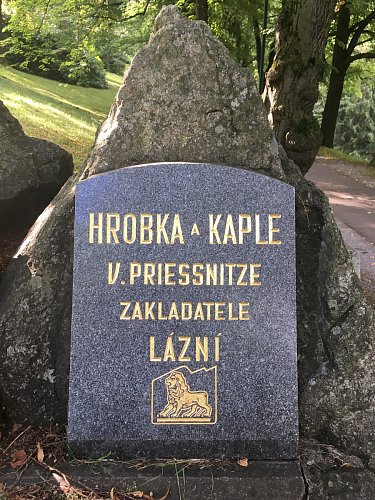 HROBKA A KAPLE
V. PRIESSNITZE
ZAKLADATELE
LÁZNÍ